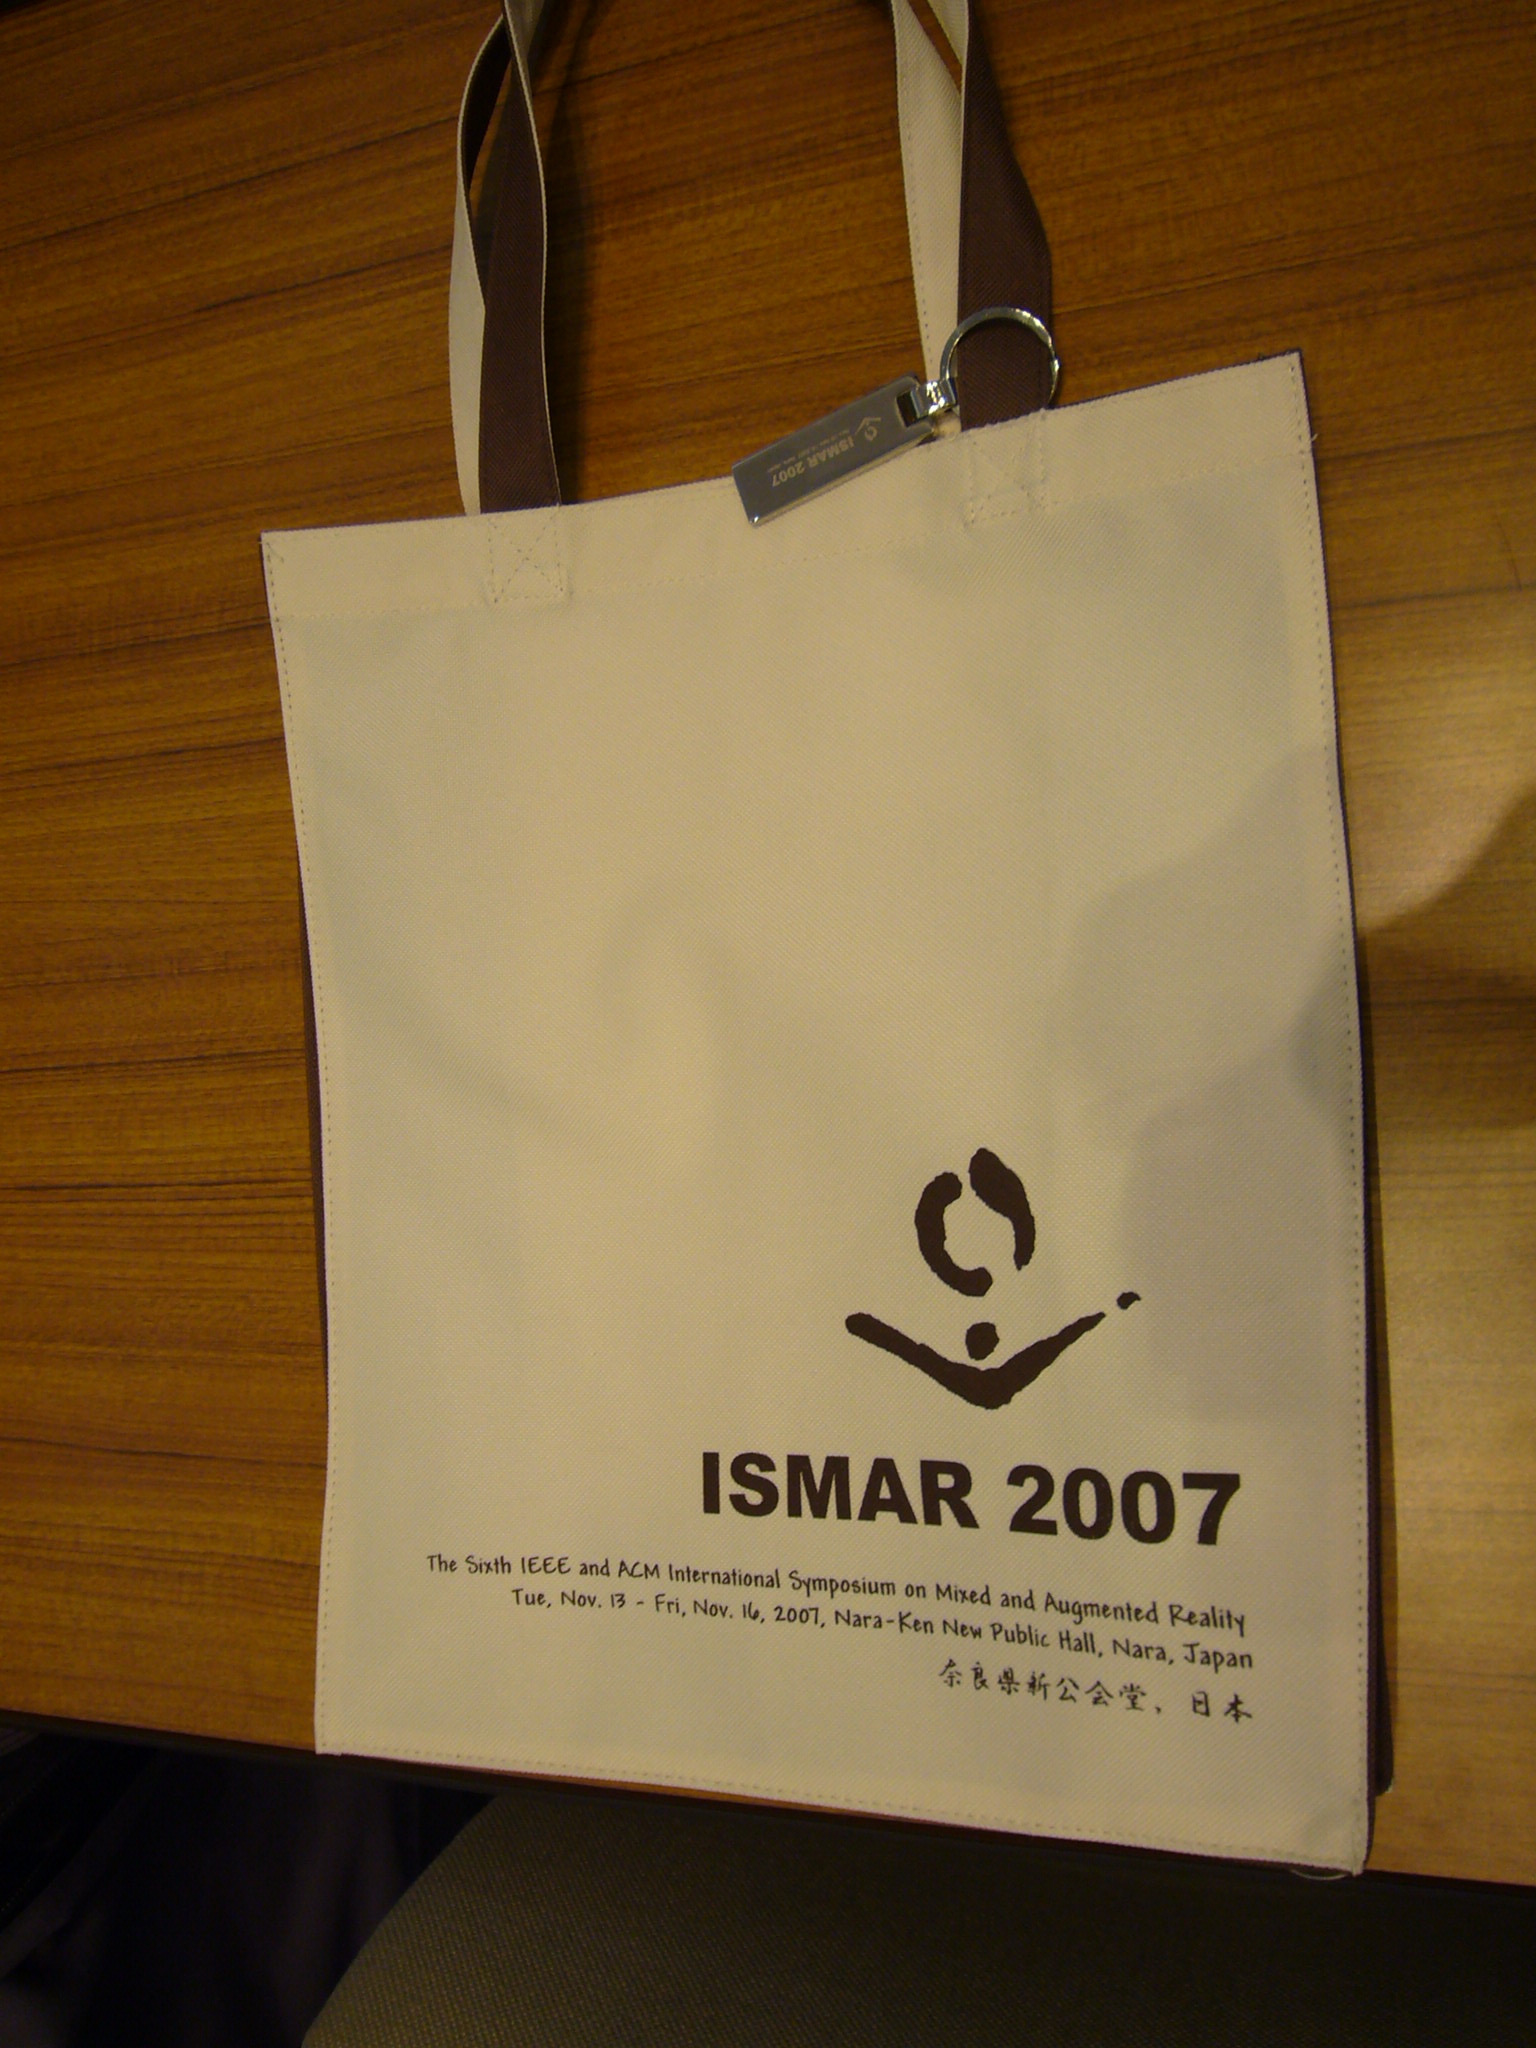 ISMAR 2007
ISMAR 2007
The Sixth IEEE and ACM International Symposium on Mixed and Augmented Reality
Tue, Nov. 13 - Fri, Nov. 16, 2007, Nara-Ken New Public Hall, Nara, Japan
奈良県新公会堂、日本